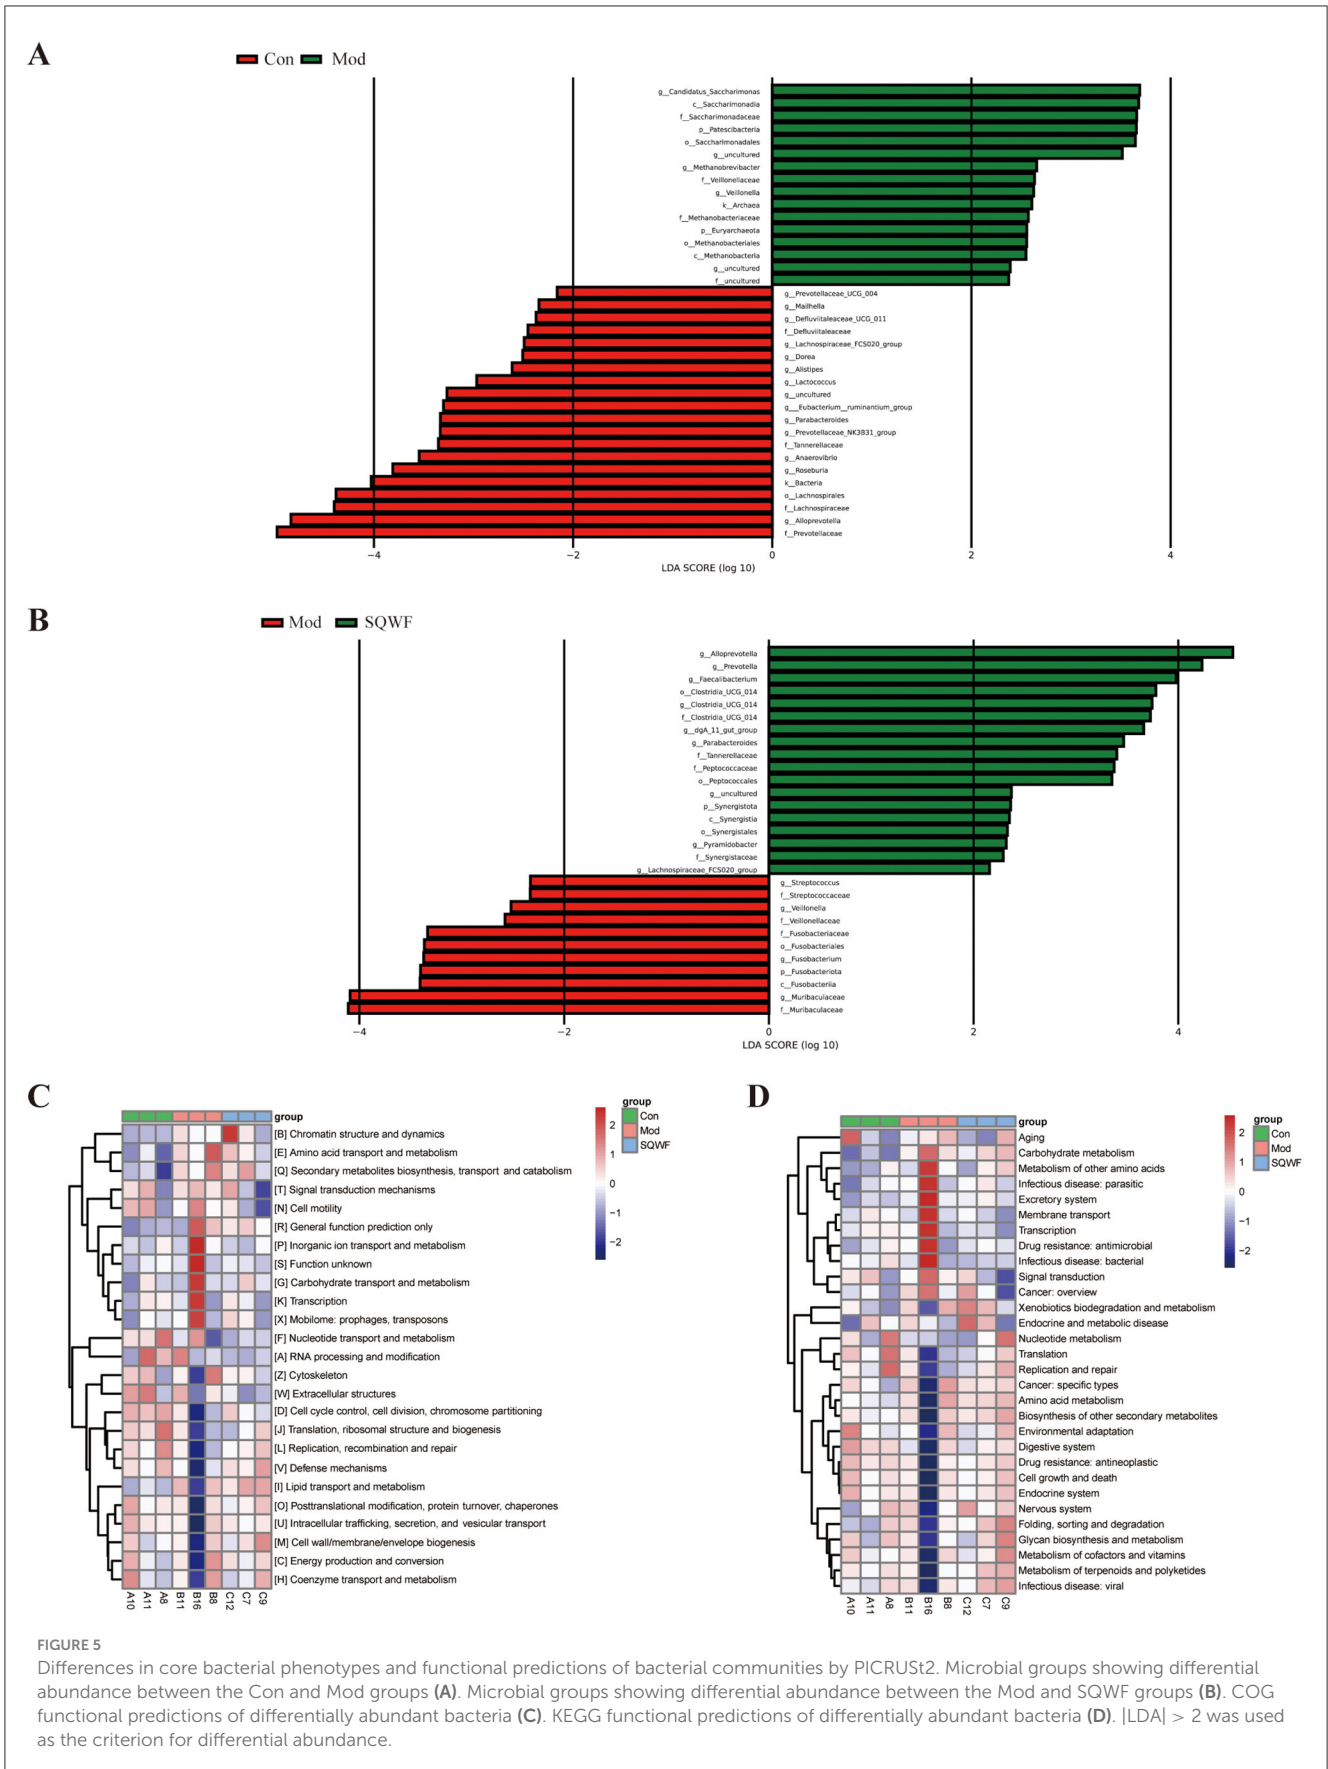 A
Con Mod
g__Candidatus_Saccharimonas
c__Saccharimonadia
f__Saccharimonadaceae
p__Patescibacteria
o__Saccharimonadales
g__uncultured
g__Methanobrevibacter
f__Veillonellaceae
g__Veillonella
k__Archaea
f__Methanobacteriaceae
p__Euryarchaeota
o__Methanobacteriales
c__Methanobacteria
g__uncultured
f__uncultured
g__Prevotellaceae_UCG_004
g__Mailhella
g__Defluviitaleaceae_UCG_011
f__Defluviitaleaceae
g__Lachnospiraceae_FCS020_group
g__Dorea
g__Alistipes
g__Lactococcus
g__uncultured
g___Eubacterium__ruminantium_group
g__Parabacteroides
g__Prevotellaceae_NK3B31_group
f__Tannerellaceae
g__Anaerovibrio
g__Roseburia
k__Bacteria
o__Lachnospirales
f__Lachnospiraceae
g__Alloprevotella
f__Prevotellaceae
−4 −2 0 2 4
LDA SCORE (log 10)
B
Mod SQWF
g__Alloprevotella
g__Prevotella
g__Faecalibacterium
o__Clostridia_UCG_014
g__Clostridia_UCG_014
f__Clostridia_UCG_014
g__dgA_11_gut_group
g__Parabacteroides
f__Tannerellaceae
f__Peptococcaceae
o__Peptococcales
g__uncultured
p__Synergistota
c__Synergistia
o__Synergistales
g__Pyramidobacter
f__Synergistaceae
g__Lachnospiraceae_FCS020_group
g__Streptococcus
f__Streptococcaceae
g__Veillonella
f__Veillonellaceae
f__Fusobacteriaceae
o__Fusobacteriales
g__Fusobacterium
p__Fusobacteriota
c__Fusobacteriia
g__Muribaculaceae
f__Muribaculaceae
−4 −2 0 2 4
LDA SCORE (log 10)
C
group
[B] Chromatin structure and dynamics
[E] Amino acid transport and metabolism
[Q] Secondary metabolites biosynthesis, transport and catabolism
[T] Signal transduction mechanisms
[N] Cell motility
[R] General function prediction only
[P] Inorganic ion transport and metabolism
[S] Function unknown
[G] Carbohydrate transport and metabolism
[K] Transcription
[X] Mobilome: prophages, transposons
[F] Nucleotide transport and metabolism
[A] RNA processing and modification
[Z] Cytoskeleton
[W] Extracellular structures
[D] Cell cycle control, cell division, chromosome partitioning
[J] Translation, ribosomal structure and biogenesis
[L] Replication, recombination and repair
[V] Defense mechanisms
[I] Lipid transport and metabolism
[O] Posttranslational modification, protein turnover, chaperones
[U] Intracellular trafficking, secretion, and vesicular transport
[M] Cell wall/membrane/envelope biogenesis
[C] Energy production and conversion
[H] Coenzyme transport and metabolism
A10 A11 A8 B11 B16 B8 C12 C7 C9
2
1
0
−1
−2
group
Con
Mod
SQWF
D
group
Aging
Carbohydrate metabolism
Metabolism of other amino acids
Infectious disease: parasitic
Excretory system
Membrane transport
Transcription
Drug resistance: antimicrobial
Infectious disease: bacterial
Signal transduction
Cancer: overview
Xenobiotics biodegradation and metabolism
Endocrine and metabolic disease
Nucleotide metabolism
Translation
Replication and repair
Cancer: specific types
Amino acid metabolism
Biosynthesis of other secondary metabolites
Environmental adaptation
Digestive system
Drug resistance: antineoplastic
Cell growth and death
Endocrine system
Nervous system
Folding, sorting and degradation
Glycan biosynthesis and metabolism
Metabolism of cofactors and vitamins
Metabolism of terpenoids and polyketides
Infectious disease: viral
A10 A11 A8 B11 B16 B8 C12 C7 C9
2
1
0
−1
−2
group
Con
Mod
SQWF
FIGURE 5
Differences in core bacterial phenotypes and functional predictions of bacterial communities by PICRUSt2. Microbial groups showing differential
abundance between the Con and Mod groups (A). Microbial groups showing differential abundance between the Mod and SQWF groups (B). COG
functional predictions of differentially abundant bacteria (C). KEGG functional predictions of differentially abundant bacteria (D). |LDA| > 2 was used
as the criterion for differential abundance.